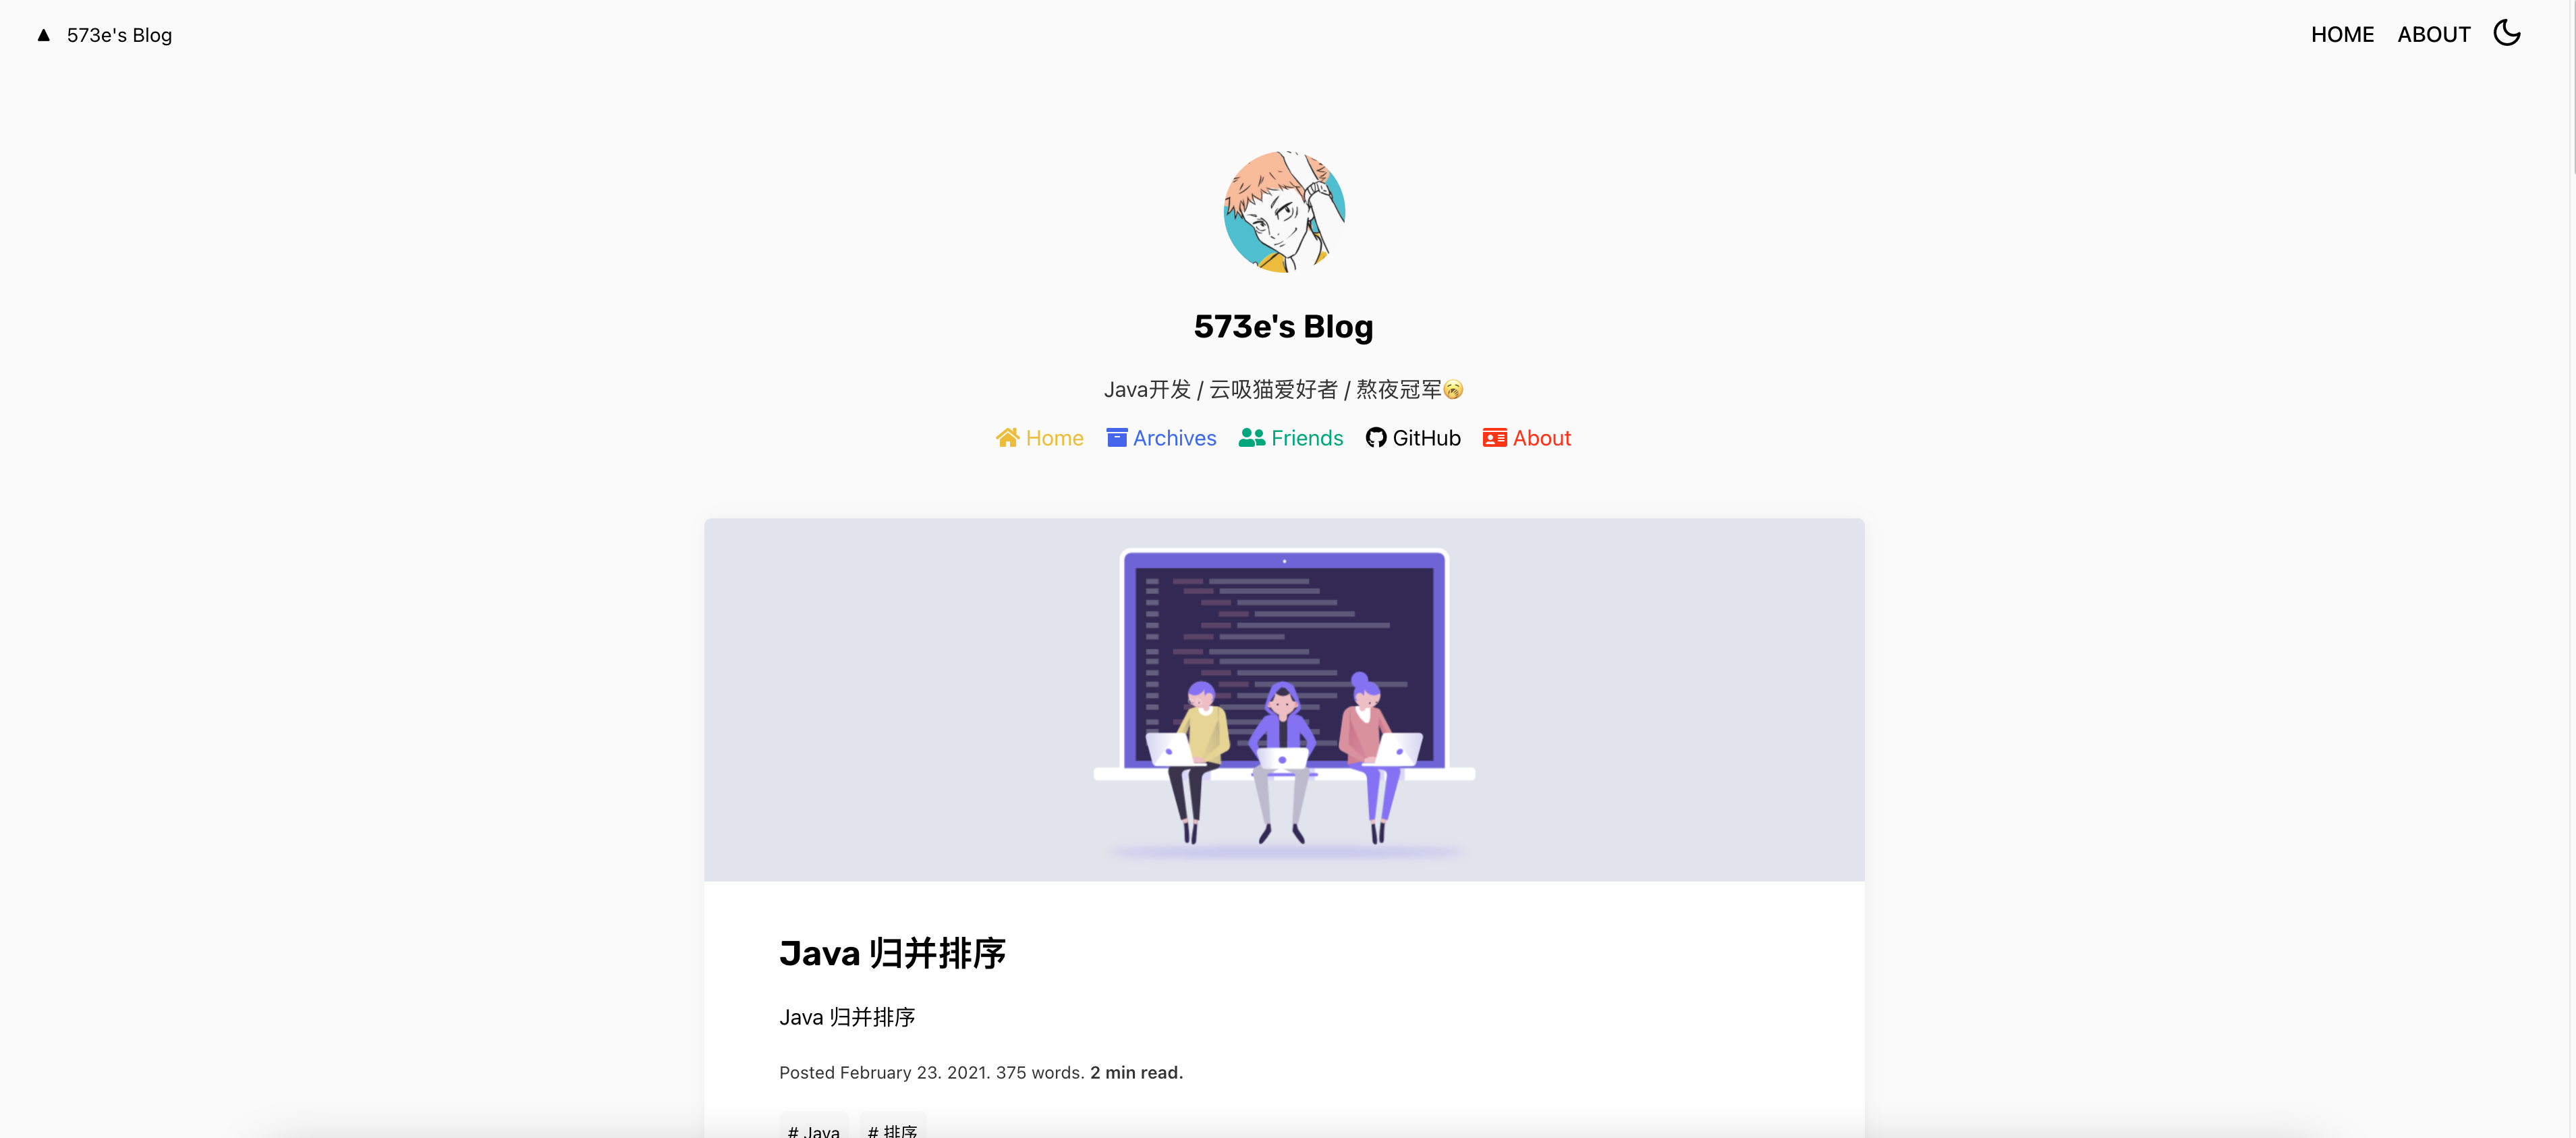 ▲ 573e's Blog HOME ABOUT
573e's Blog
Java开发 / 云吸猫爱好者 / 熬夜冠军🥱
Home Archives Friends GitHub About
Java 归并排序
Java 归并排序
Posted February 23. 2021. 375 words. 2 min read.
# Java # 排序